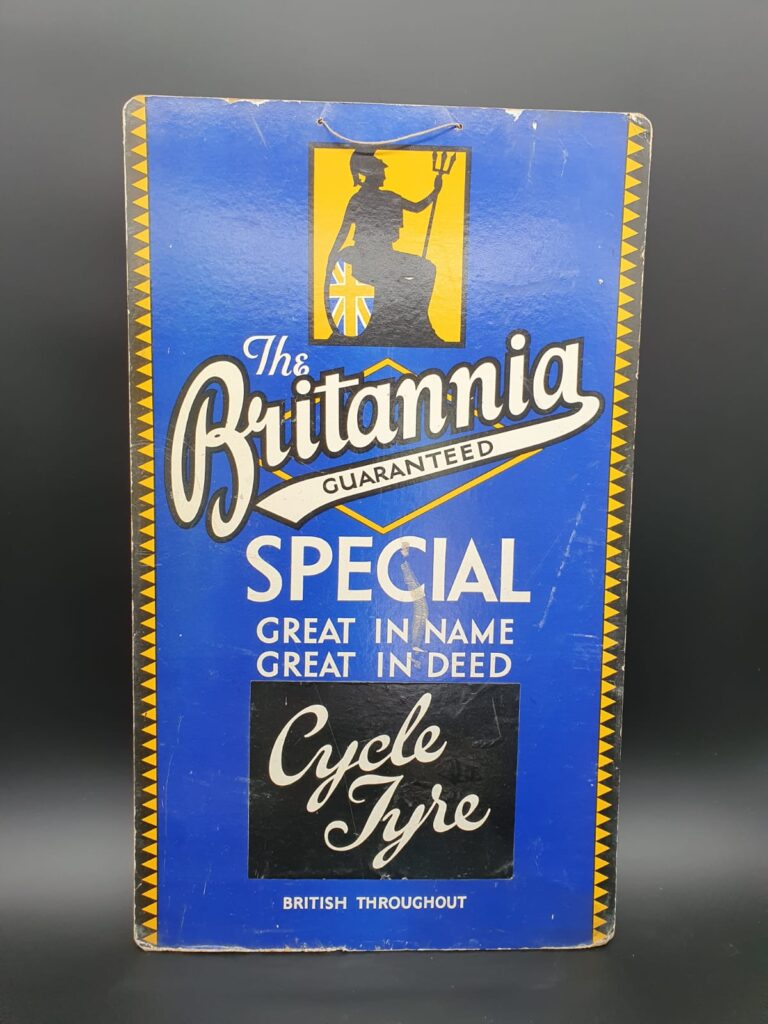 The
Britannia
GUARANTEED
SPECIAL
GREAT IN NAME
GREAT IN DEED
Cycle
Tyre
BRITISH THROUGHOUT